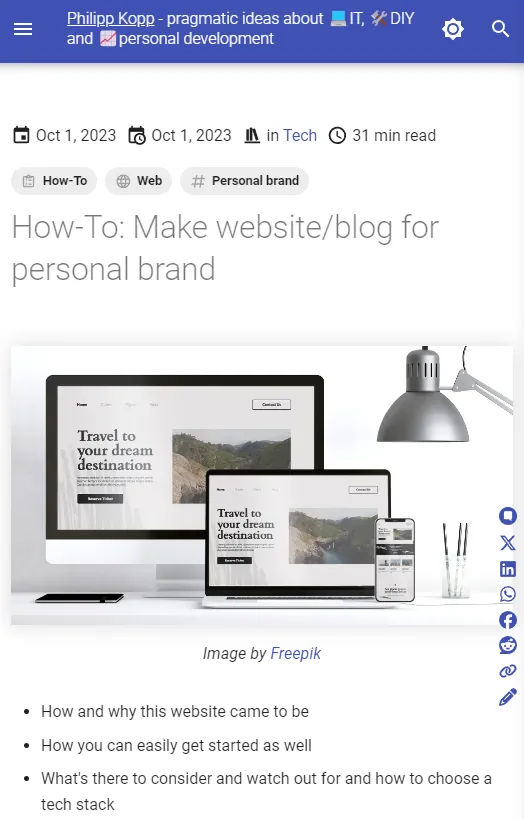 Philipp Kopp - pragmatic ideas about 💻IT, 🛠DIY
and 📈personal development
Oct 1, 2023 Oct 1, 2023 in Tech 31 min read
How-To Web Personal brand
How-To: Make website/blog for
personal brand
Home
Contact Us
Travel to
your dream
destination
Reserve Ticket
Home
Contact Us
Travel to
your dream
destination
Reserve Ticket
Image by Freepik
How and why this website came to be
How you can easily get started as well
What's there to consider and watch out for and how to choose a
tech stack